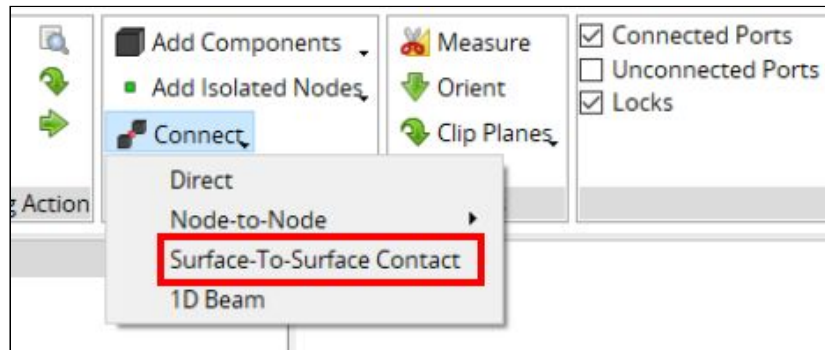 Add Components
Add Isolated Nodes
Connect
Measure
Orient
Clip Planes
Connected Ports
Unconnected Ports
Locks
Action
Direct
Node-to-Node
Surface-To-Surface Contact
1D Beam